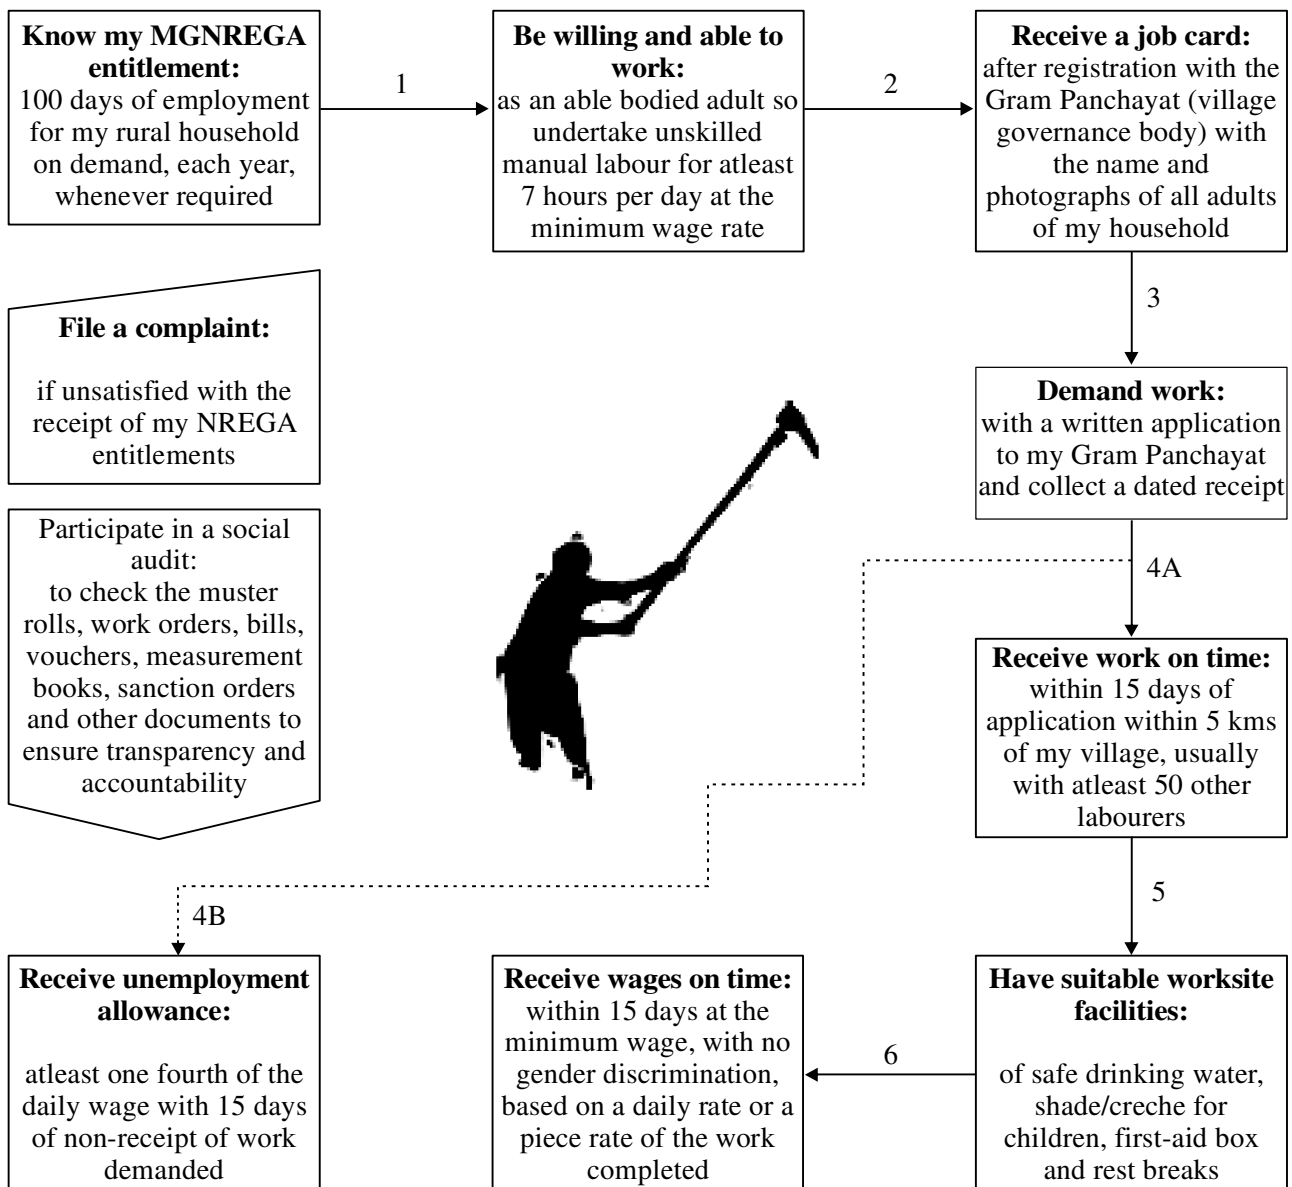 Know my MGNREGA
entitlement:
100 days of employment
for my rural household
on demand, each year,
whenever required
1
Be willing and able to
work:
as an able bodied adult so
undertake unskilled
manual labour for atleast
7 hours per day at the
minimum wage rate
2
Receive a job card:
after registration with the
Gram Panchayat (village
governance body) with
the name and
photographs of all adults
of my household
3
File a complaint:
if unsatisfied with the
receipt of my NREGA
entitlements
Demand work:
with a written application
to my Gram Panchayat
and collect a dated receipt
Participate in a social
audit:
to check the muster
rolls, work orders, bills,
vouchers, measurement
books, sanction orders
and other documents to
ensure transparency and
accountability
4A
Receive work on time:
within 15 days of
application within 5 kms
of my village, usually
with atleast 50 other
labourers
4B
5
Receive unemployment
allowance:
atleast one fourth of the
daily wage with 15 days
of non-receipt of work
demanded
Receive wages on time:
within 15 days at the
minimum wage, with no
gender discrimination,
based on a daily rate or a
piece rate of the work
completed
6
Have suitable worksite
facilities:
of safe drinking water,
shade/creche for
children, first-aid box
and rest breaks